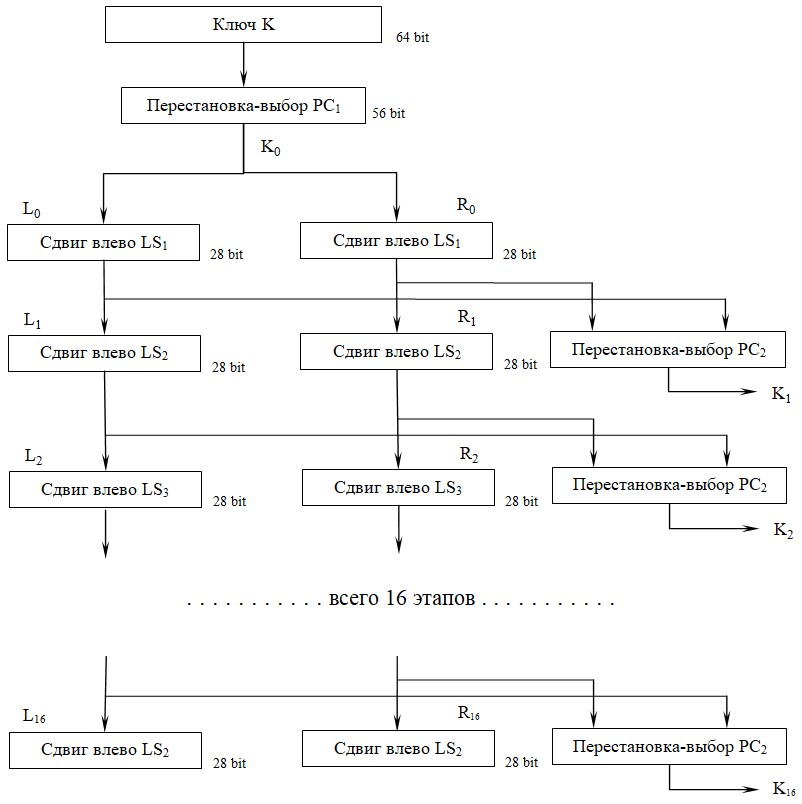 Ключ K
64 bit
Перестановка-выбор PC₁
56 bit
K₀
L₀
R₀
Сдвиг влево LS₁
28 bit
Сдвиг влево LS₁
28 bit
L₁
R₁
Сдвиг влево LS₂
28 bit
Сдвиг влево LS₂
28 bit
Перестановка-выбор PC₂
K₁
L₂
R₂
Сдвиг влево LS₃
28 bit
Сдвиг влево LS₃
28 bit
Перестановка-выбор PC₂
K₂
. . . . . . . . . . . всего 16 этапов . . . . . . . . . . .
L₁₆
R₁₆
Сдвиг влево LS₂
28 bit
Сдвиг влево LS₂
28 bit
Перестановка-выбор PC₂
K₁₆